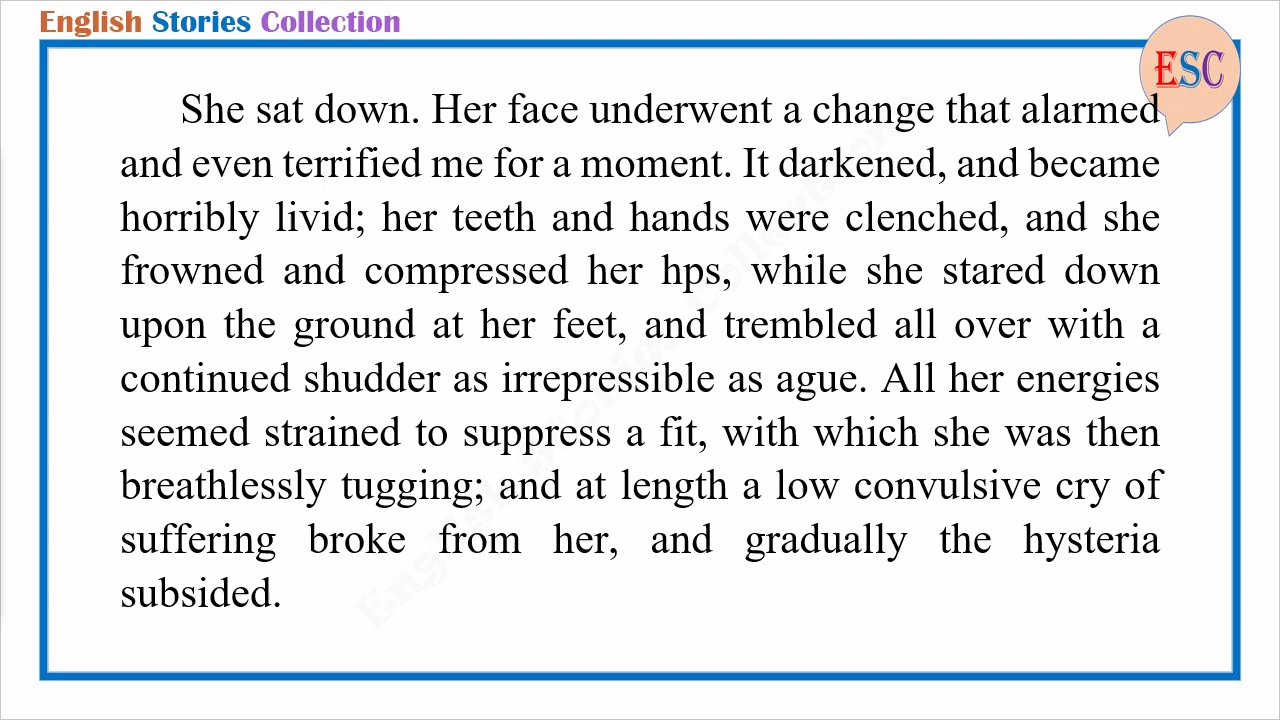 English Stories Collection
ESC
She sat down. Her face underwent a change that alarmed
and even terrified me for a moment. It darkened, and became
horribly livid; her teeth and hands were clenched, and she
frowned and compressed her hps, while she stared down
upon the ground at her feet, and trembled all over with a
continued shudder as irrepressible as ague. All her energies
seemed strained to suppress a fit, with which she was then
breathlessly tugging; and at length a low convulsive cry of
suffering broke from her, and gradually the hysteria
subsided.
English Stories Collection